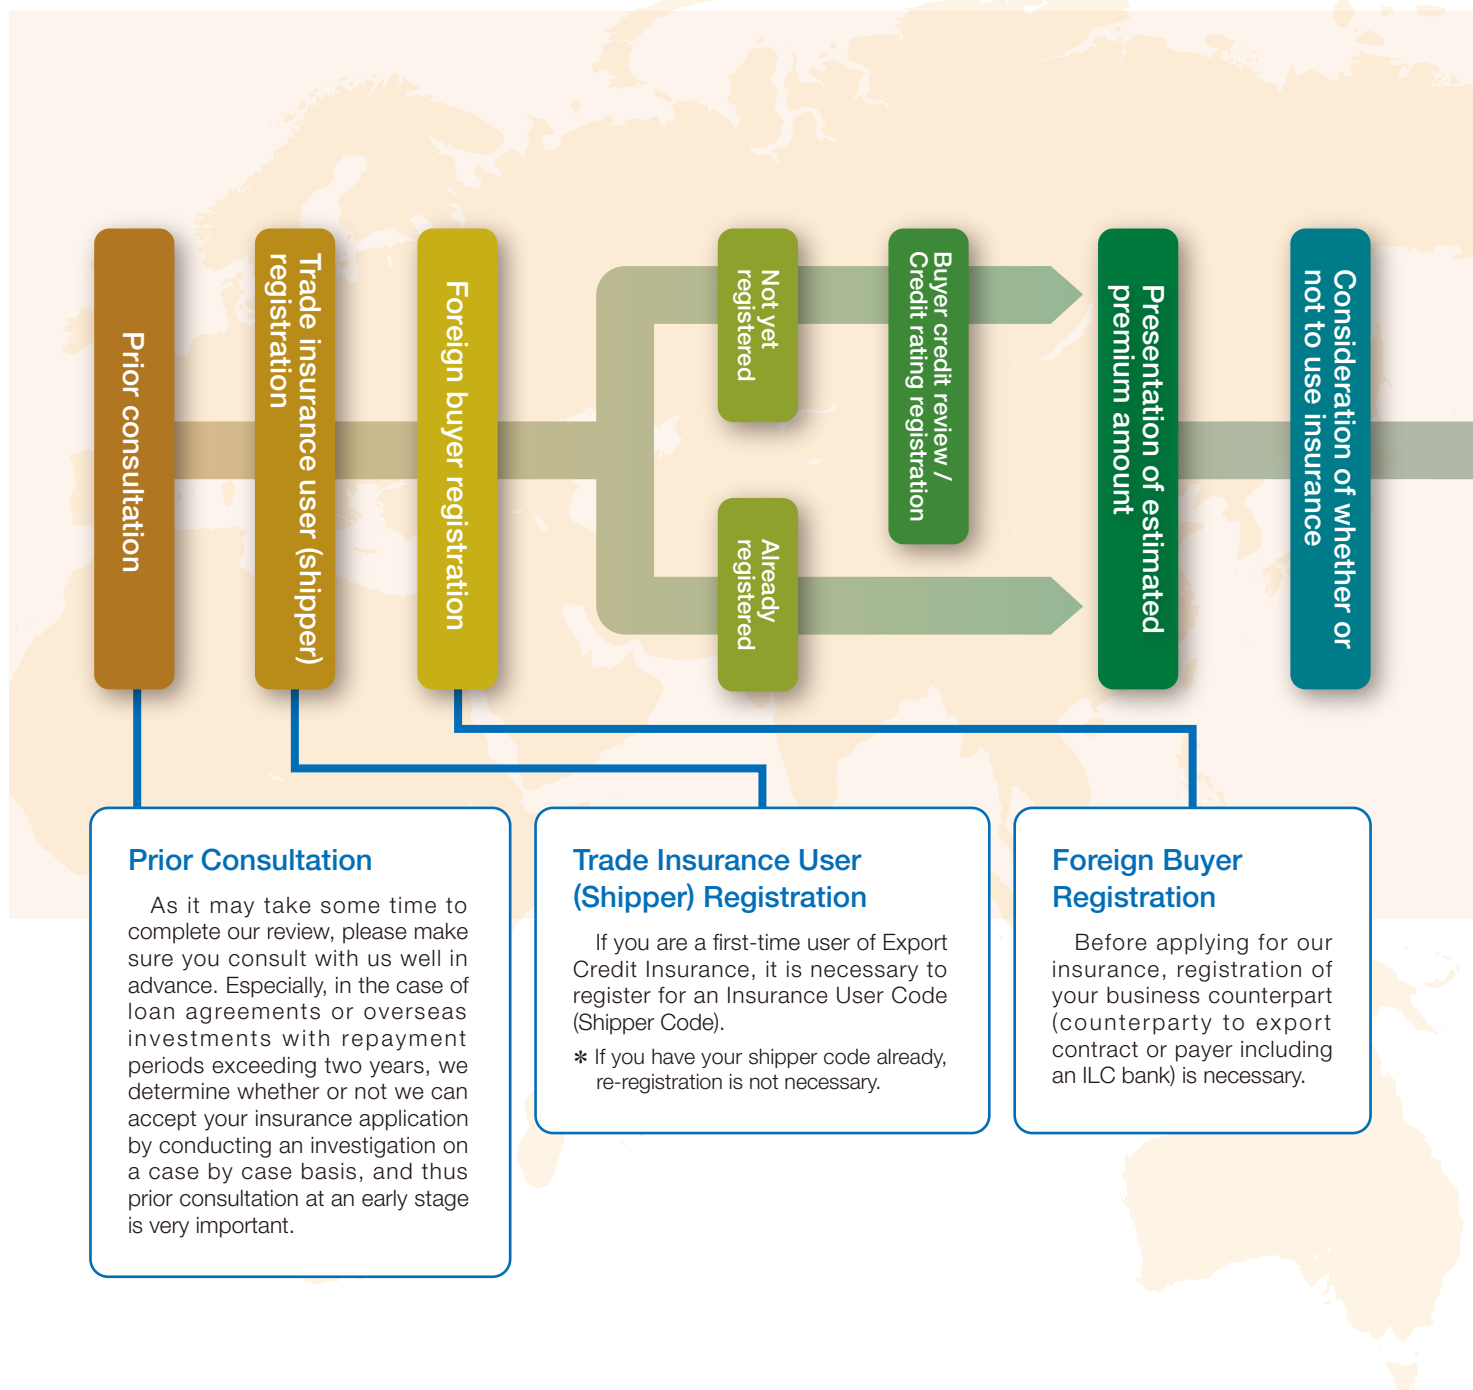 Prior consultation
Trade insurance user (shipper)
registration
Foreign buyer registration
Not yet
registered
Already
registered
Buyer credit review /
Credit rating registration
Presentation of estimated
premium amount
Consideration of whether or
not to use insurance
Prior Consultation
As it may take some time to
complete our review, please make
sure you consult with us well in
advance. Especially, in the case of
loan agreements or overseas
investments with repayment
periods exceeding two years, we
determine whether or not we can
accept your insurance application
by conducting an investigation on
a case by case basis, and thus
prior consultation at an early stage
is very important.
Trade Insurance User
(Shipper) Registration
If you are a first-time user of Export
Credit Insurance, it is necessary to
register for an Insurance User Code
(Shipper Code).
* If you have your shipper code already,
re-registration is not necessary.
Foreign Buyer
Registration
Before applying for our
insurance, registration of
your business counterpart
(counterparty to export
contract or payer including
an ILC bank) is necessary.